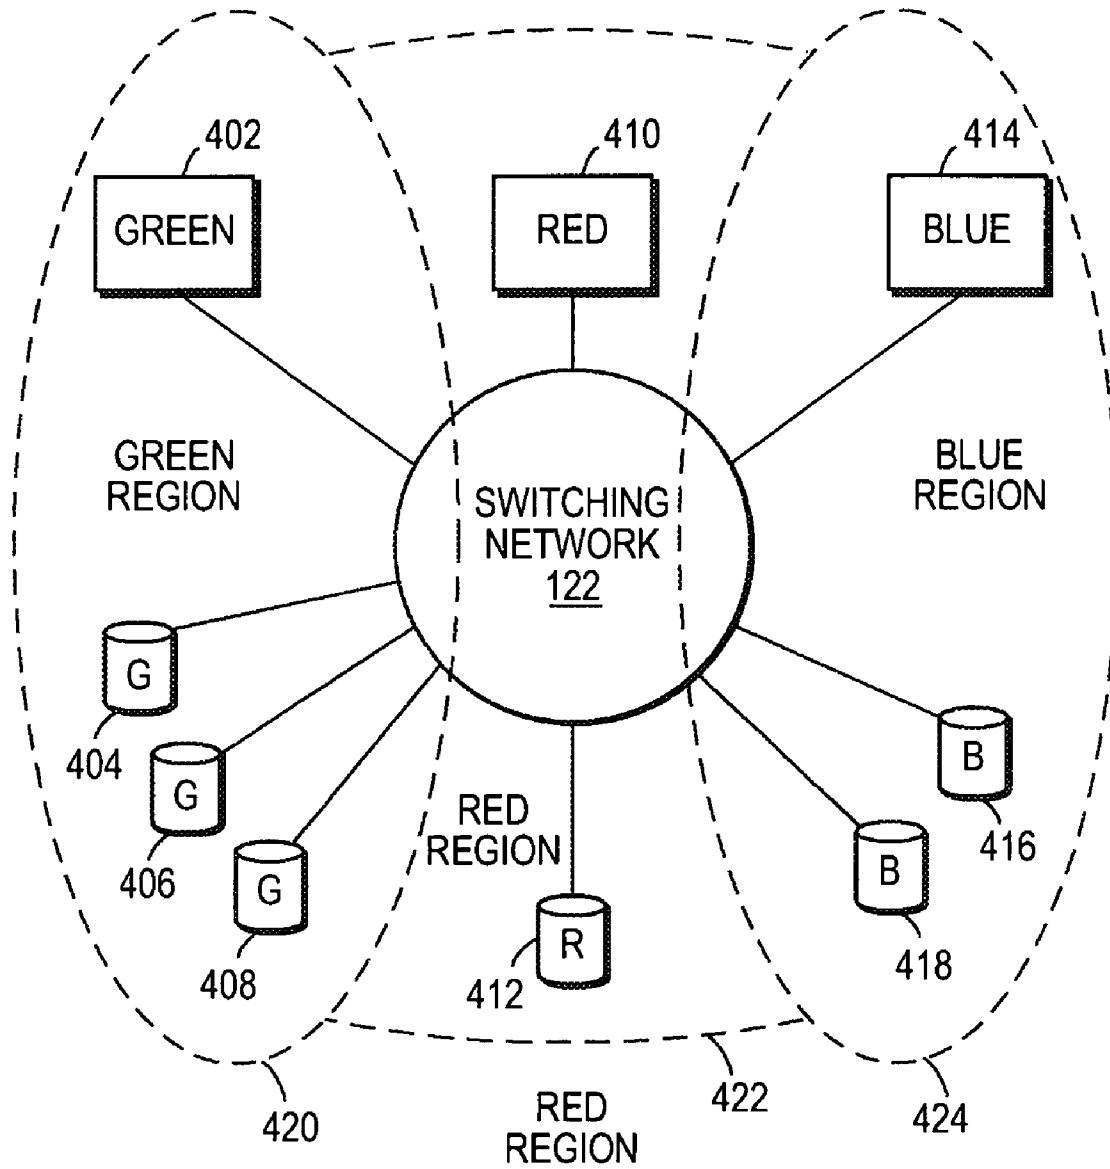 402
410
414
GREEN
RED
BLUE
GREEN
REGION
SWITCHING
NETWORK
122
BLUE
REGION
G
404
G
406
G
408
RED
REGION
R
412
B
416
B
418
420
422
424
RED
REGION